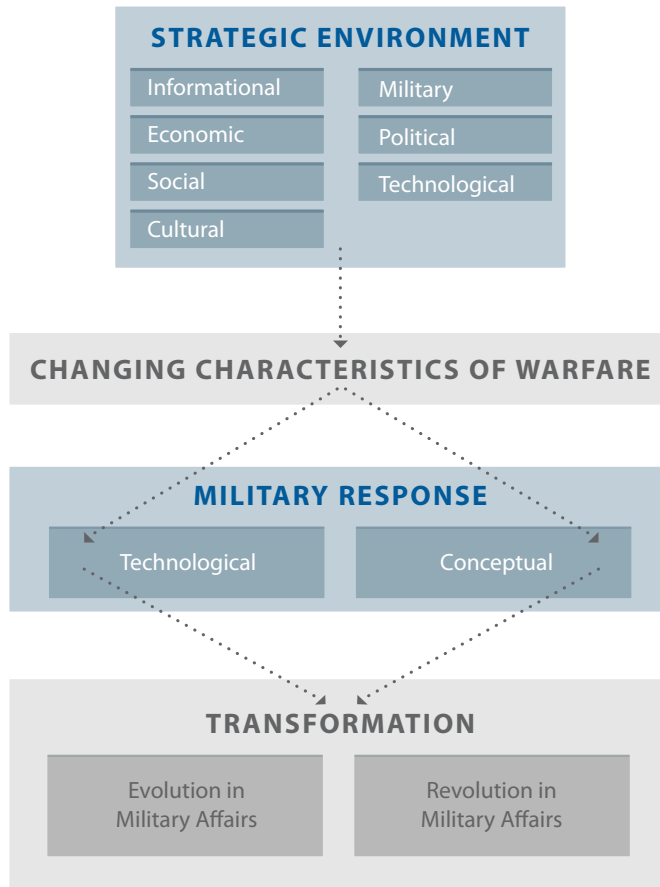 STRATEGIC ENVIRONMENT
Informational
Economic
Social
Cultural
Military
Political
Technological
CHANGING CHARACTERISTICS OF WARFARE
MILITARY RESPONSE
Technological
Conceptual
TRANSFORMATION
Evolution in
Military Affairs
Revolution in
Military Affairs